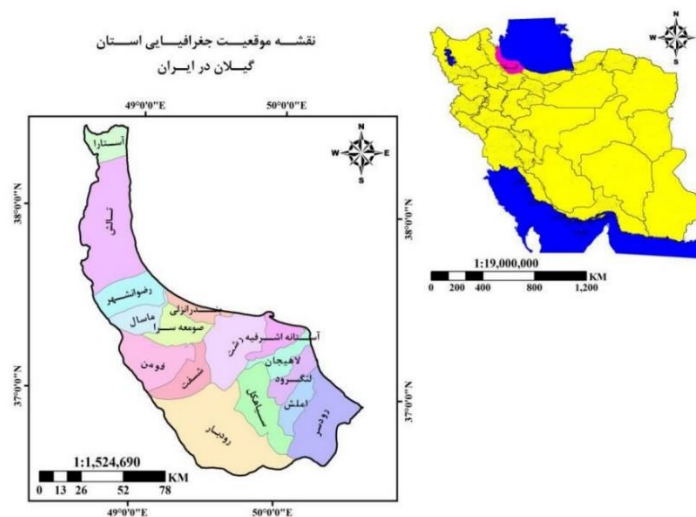 نقشه موقعیت جغرافیایی استان
گیلان در ایران
N
W E
S
1:19,000,000
KM
0 200 400 800 1,200
49°0'0"E 50°0'0"E
38°0'0"N 38°0'0"N
37°0'0"N 37°0'0"N
N
W E
S
آستارا
تالش
رضوانشهر
بندرانزلی
ماسال
صومعه سرا
آستانه اشرفیه
رشت
لاهیجان
فومن
شفت
لنگرود
سیاهکل
املش
رودسر
رودبار
1:1,524,690
KM
0 13 26 52 78
49°0'0"E 50°0'0"E